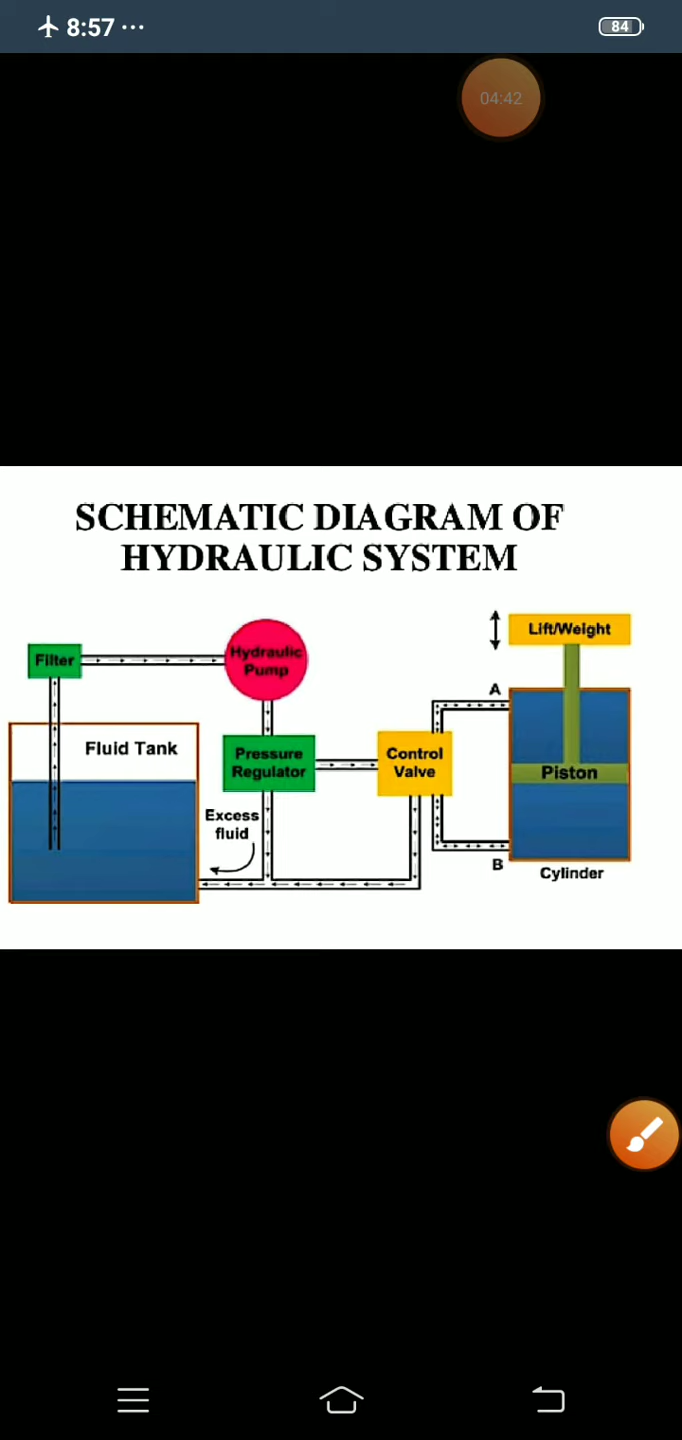 8:57 ...
84
04:42
SCHEMATIC DIAGRAM OF
HYDRAULIC SYSTEM
Lift/Weight
Filter
Hydraulic
Pump
A
Fluid Tank
Pressure
Regulator
Control
Valve
Piston
Excess
fluid
B
Cylinder